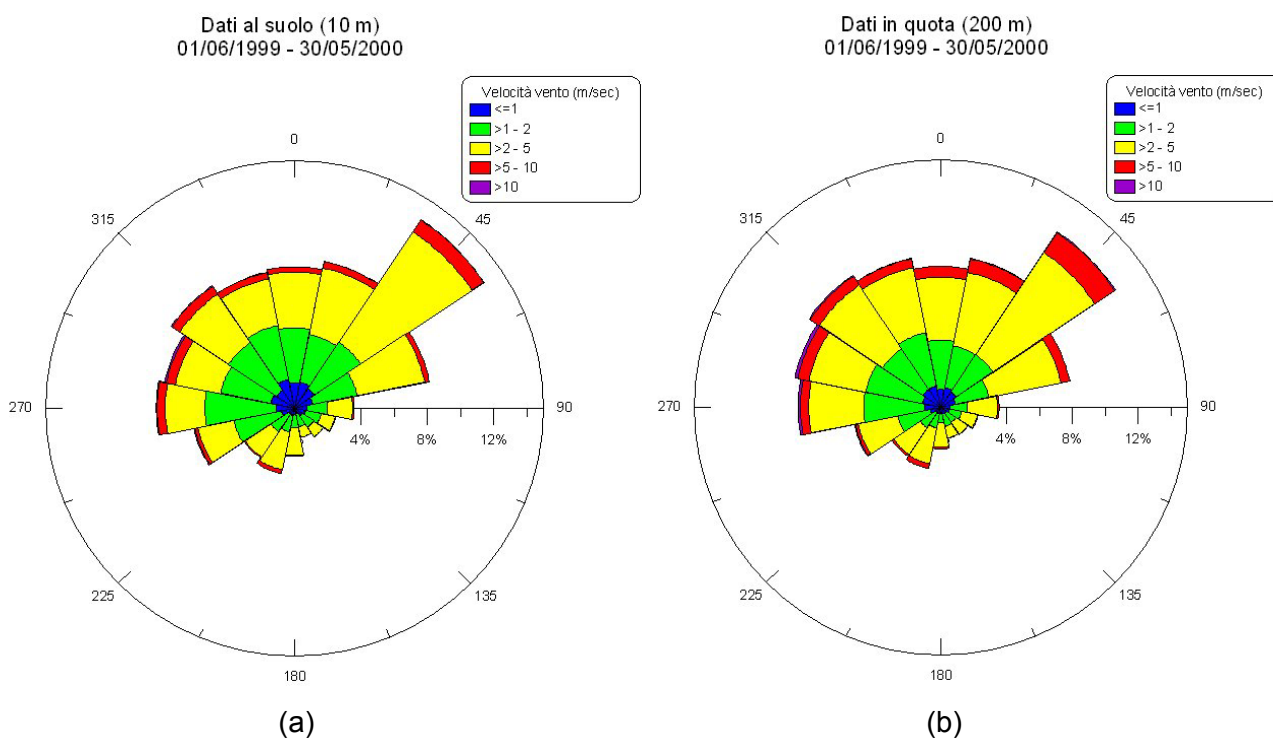 Dati al suolo (10 m)
01/06/1999 - 30/05/2000
Velocità vento (m/sec)
<=1
>1 - 2
>2 - 5
>5 - 10
>10
0
315
45
270
90
4%
8%
12%
225
135
180
(a)
Dati in quota (200 m)
01/06/1999 - 30/05/2000
Velocità vento (m/sec)
<=1
>1 - 2
>2 - 5
>5 - 10
>10
0
315
45
270
90
4%
8%
12%
225
135
180
(b)